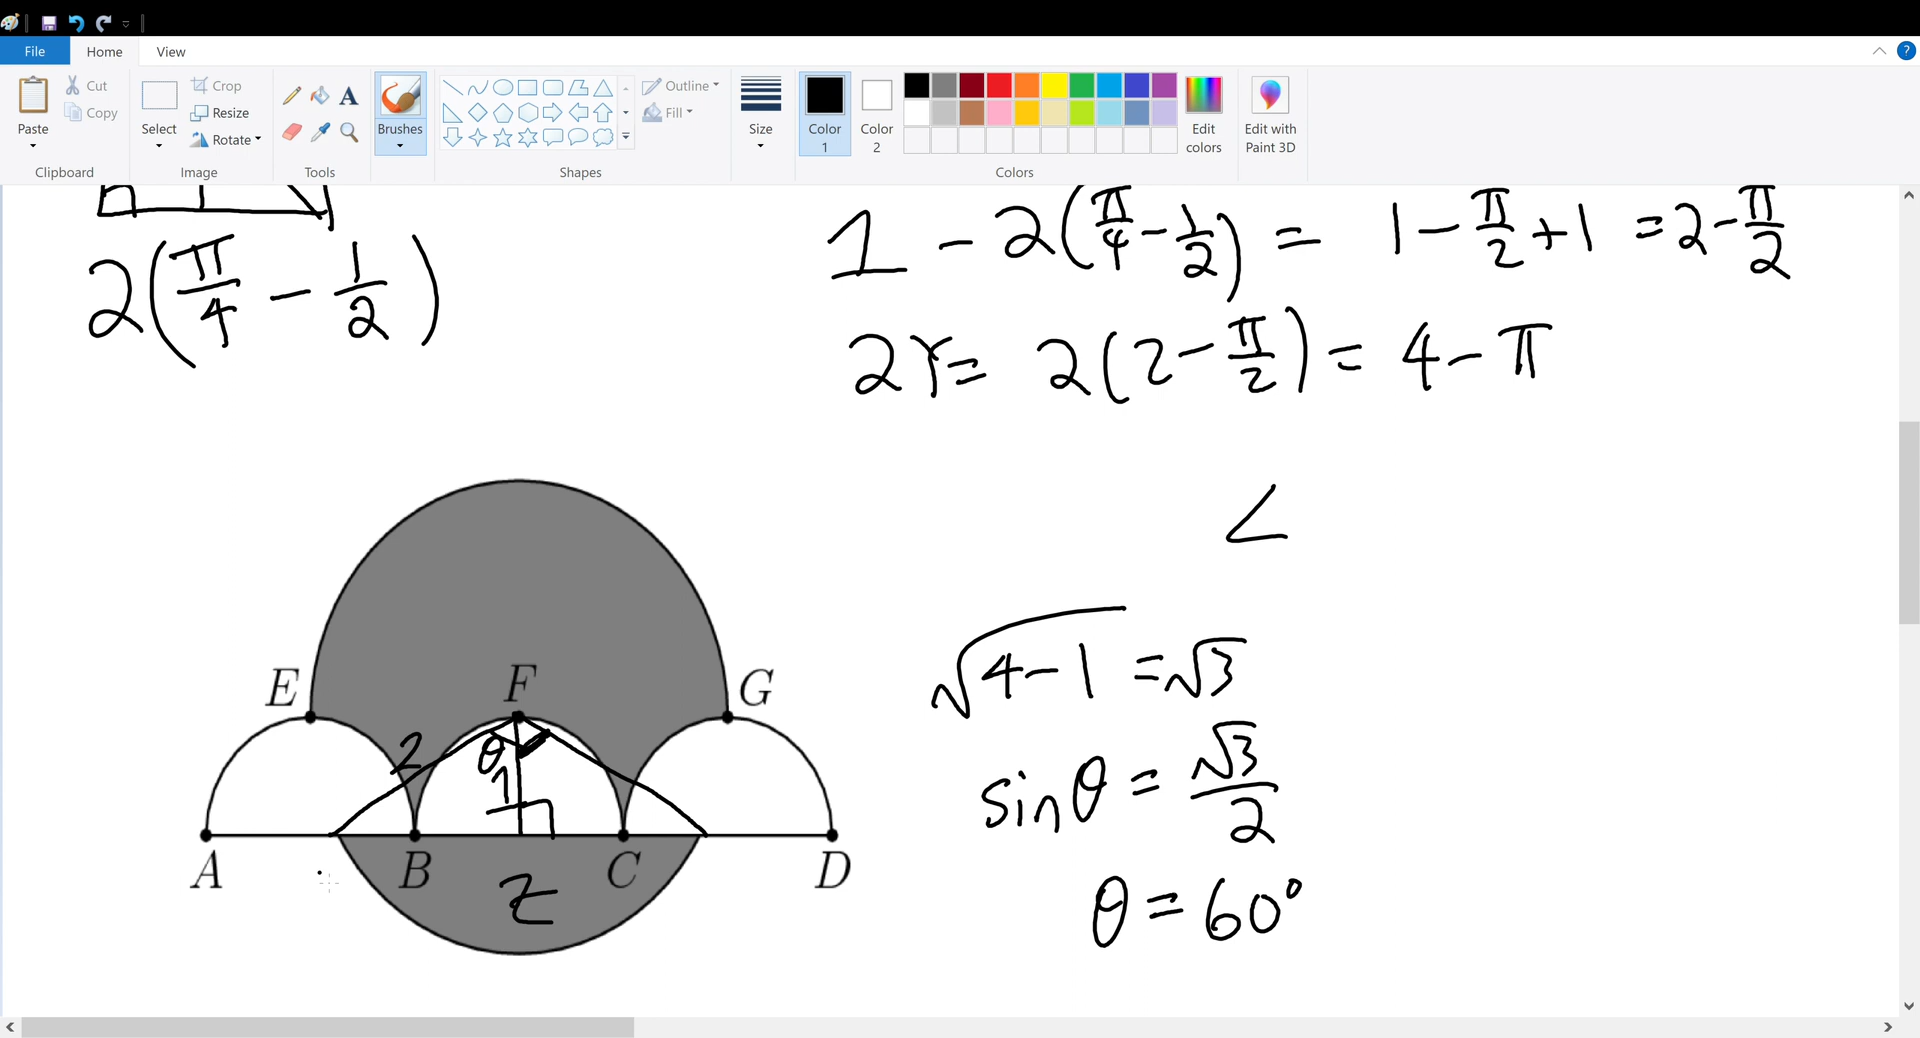 File Home View
Paste Cut Copy Clipboard
Select Crop Resize Rotate Image
Tools
Brushes
Outline Fill Shapes
Size
Color 1 Color 2 Edit colors Colors
Edit with Paint 3D
2(π/4 - 1/2)
1 - 2(π/4 - 1/2) = 1 - π/2 + 1 = 2 - π/2
2r = 2(2 - π/2) = 4 - π
<
√4-1 = √3
sinθ = √3/2
θ = 60°
E F G
2 θ 1
A B C D
z